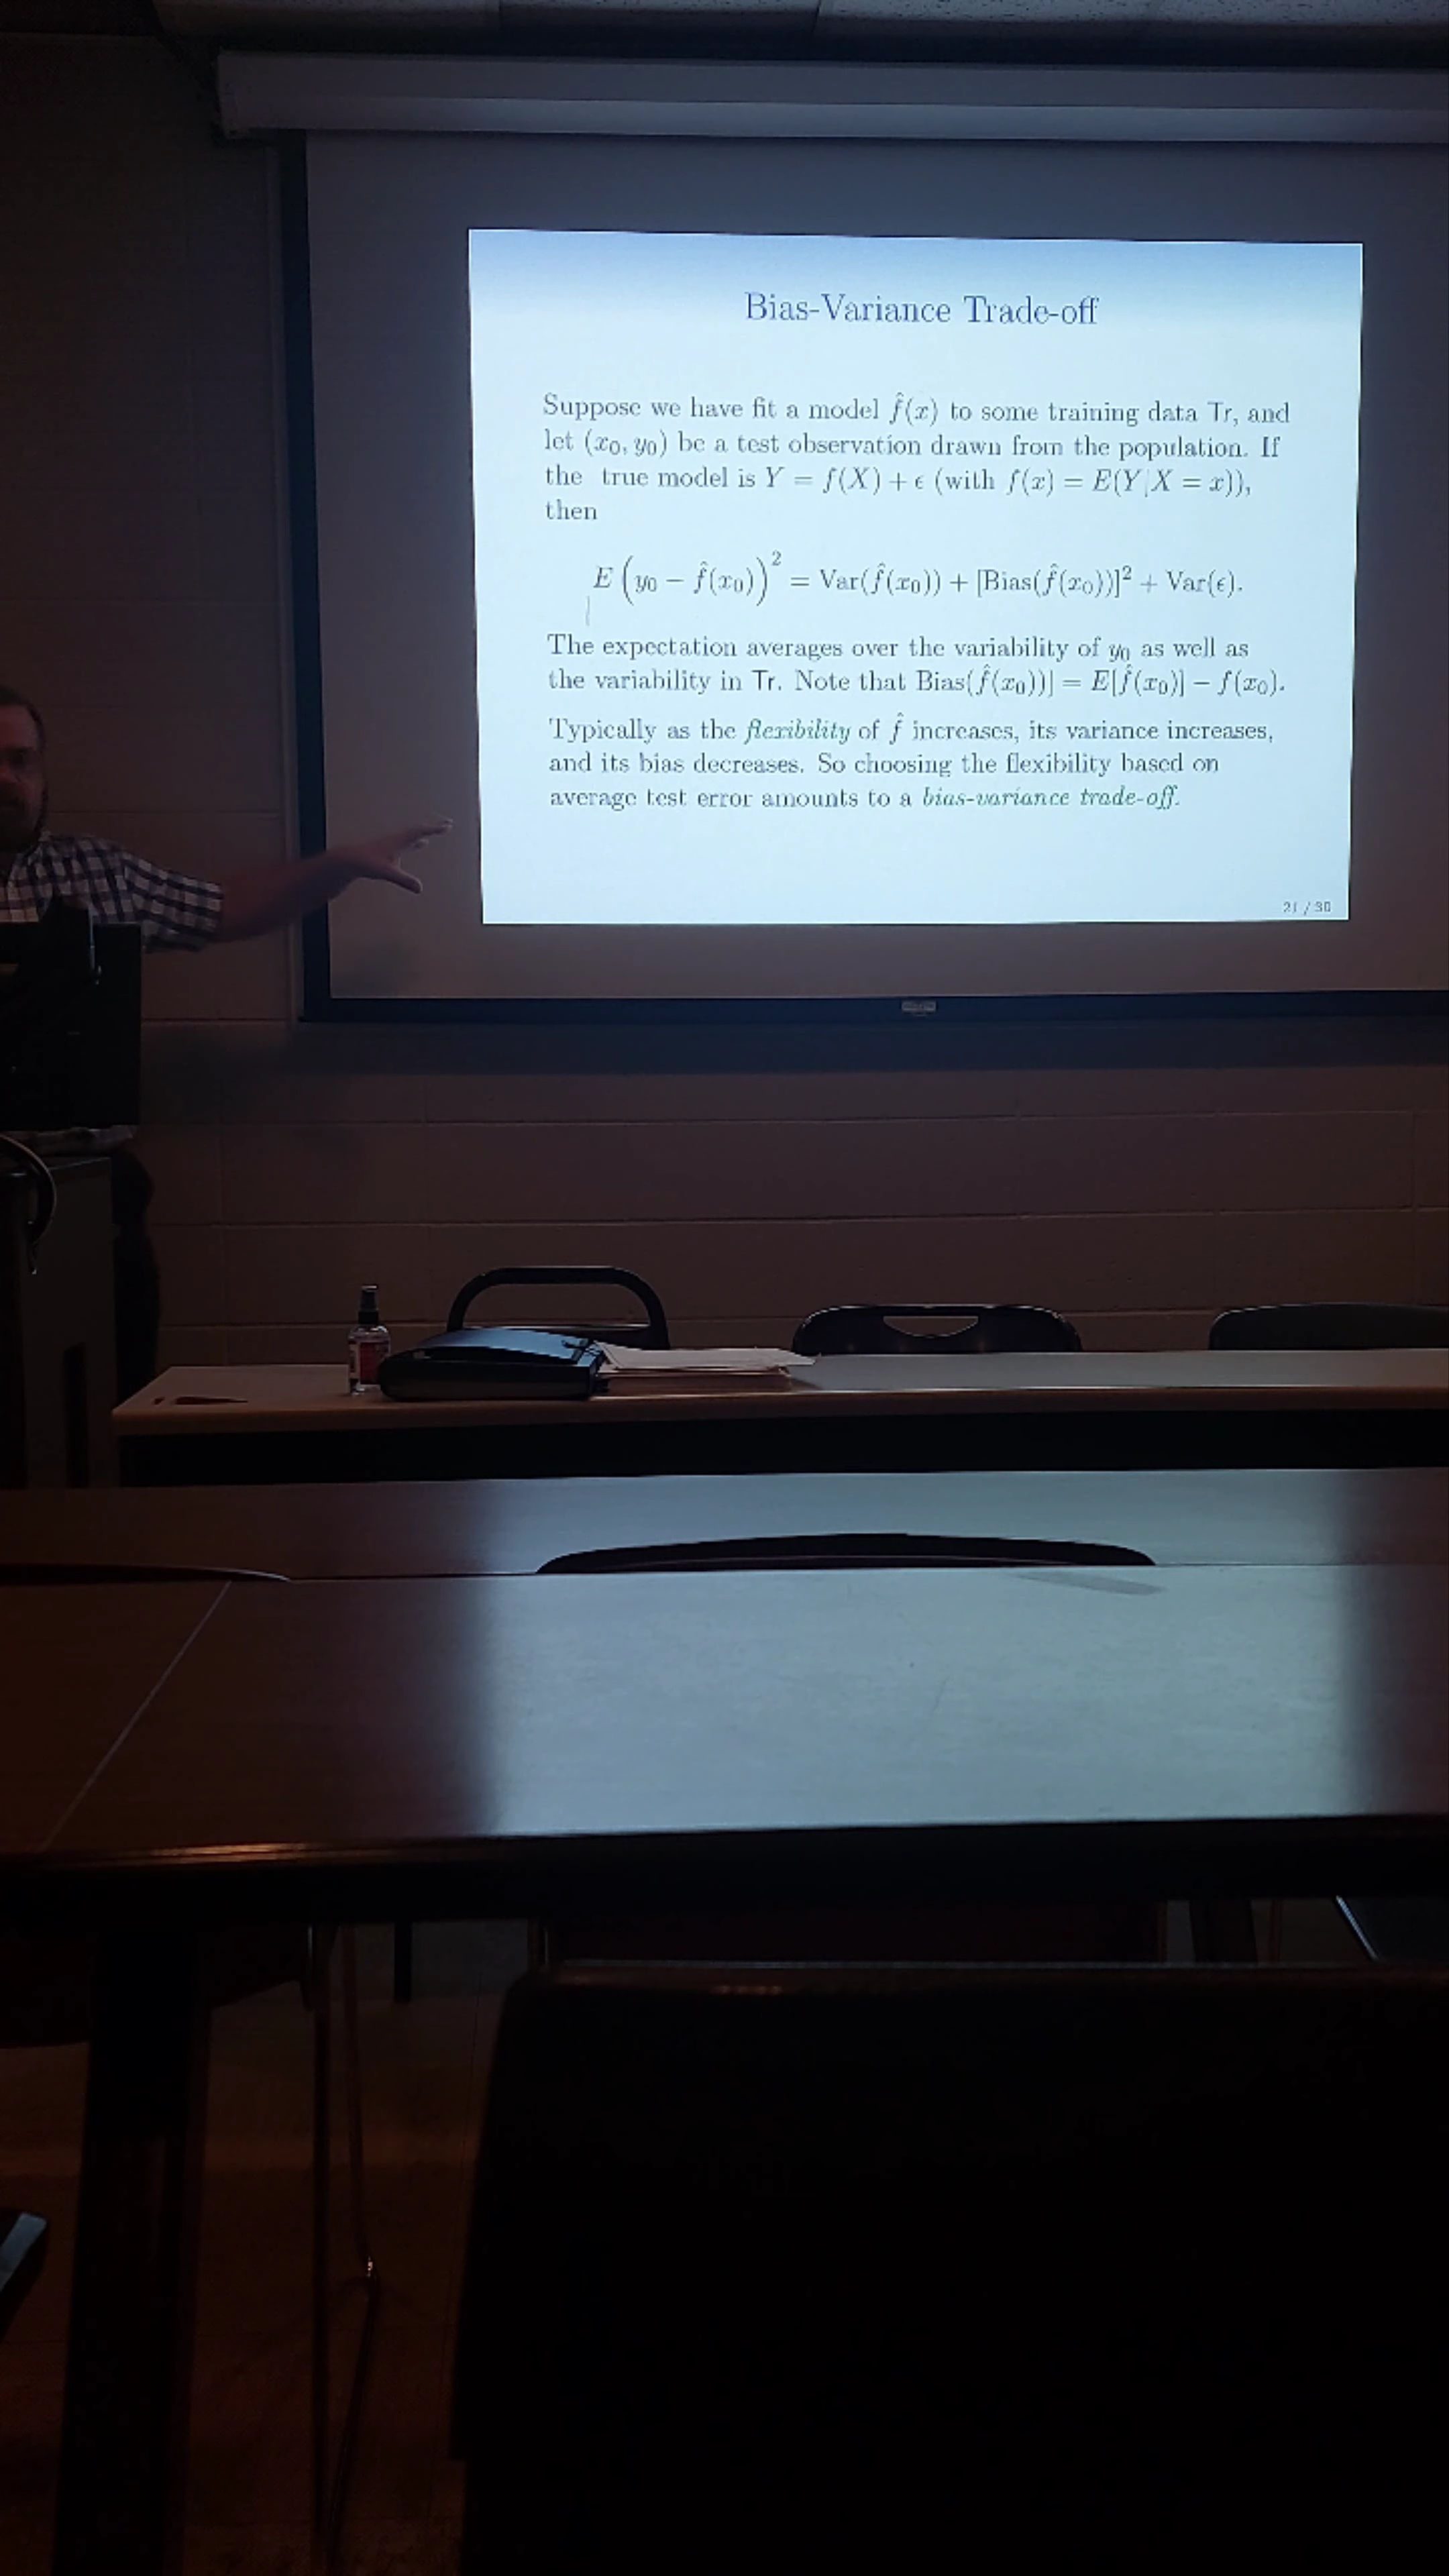 Bias-Variance Trade-off
Suppose we have fit a model f̂(x) to some training data Tr, and
let (x₀, y₀) be a test observation drawn from the population. If
the true model is Y = f(X) + ϵ (with f(x) = E(Y|X = x)),
then
E(y₀ − f̂(x₀))² = Var(f̂(x₀)) + [Bias(f̂(x₀))]² + Var(ϵ).
The expectation averages over the variability of y₀ as well as
the variability in Tr. Note that Bias(f̂(x₀))] = E[f̂(x₀)] − f(x₀).
Typically as the flexibility of f̂ increases, its variance increases,
and its bias decreases. So choosing the flexibility based on
average test error amounts to a bias-variance trade-off.
21 / 30